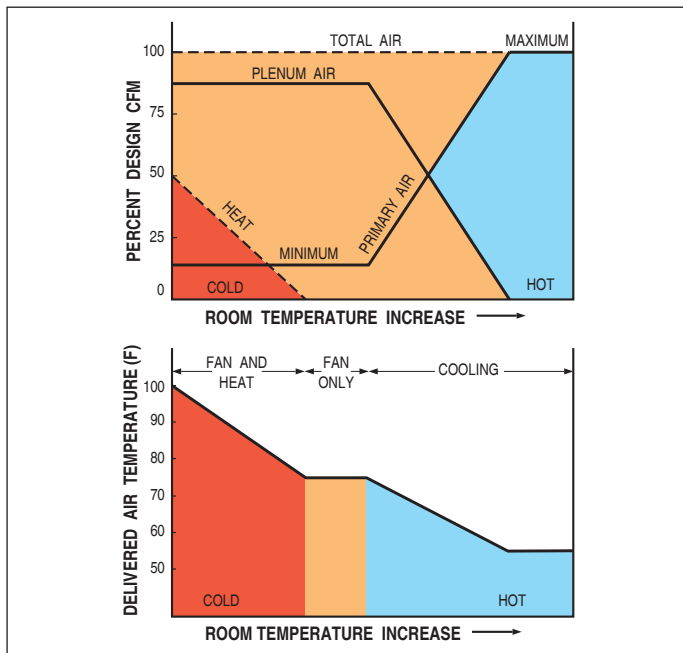 TOTAL AIR
MAXIMUM
100
PLENUM AIR
75
PERCENT DESIGN CFM
50
HEAT
PRIMARY AIR
25
MINIMUM
0
COLD
HOT
ROOM TEMPERATURE INCREASE
FAN AND
HEAT
FAN
ONLY
COOLING
DELIVERED AIR TEMPERATURE (F)
100
90
80
70
60
50
COLD
HOT
ROOM TEMPERATURE INCREASE